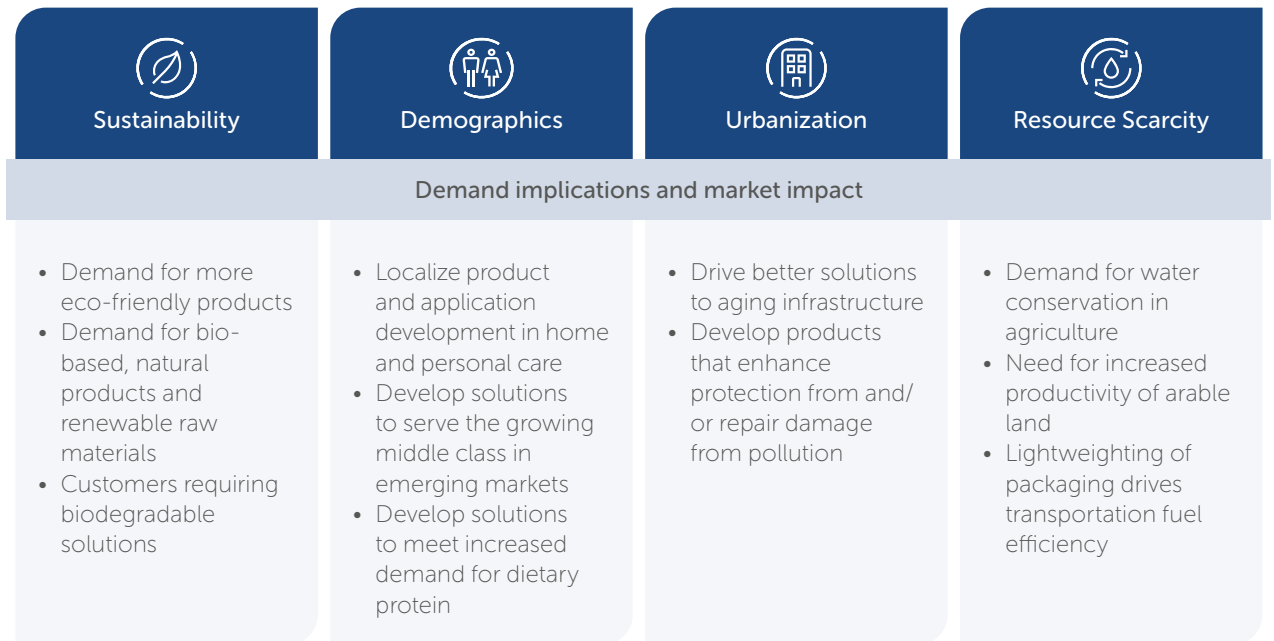 Sustainability
Demographics
Urbanization
Resource Scarcity
Demand implications and market impact
• Demand for more
eco-friendly products
• Demand for bio-
based, natural
products and
renewable raw
materials
• Customers requiring
biodegradable
solutions
• Localize product
and application
development in home
and personal care
• Develop solutions
to serve the growing
middle class in
emerging markets
• Develop solutions
to meet increased
demand for dietary
protein
• Drive better solutions
to aging infrastructure
• Develop products
that enhance
protection from and/
or repair damage
from pollution
• Demand for water
conservation in
agriculture
• Need for increased
productivity of arable
land
• Lightweighting of
packaging drives
transportation fuel
efficiency